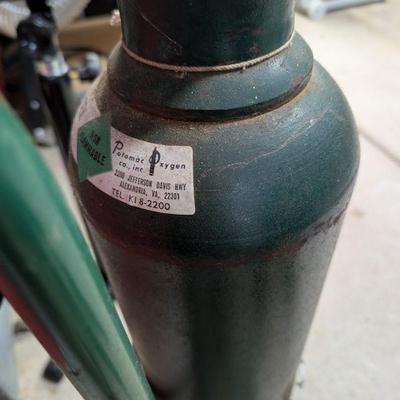 NON
FLAMMABLE
Potomac Oxygen
co., inc.
3200 JEFFERSON DAVIS HWY
ALEXANDRIA, VA. 22301
TEL. KI 8-2200